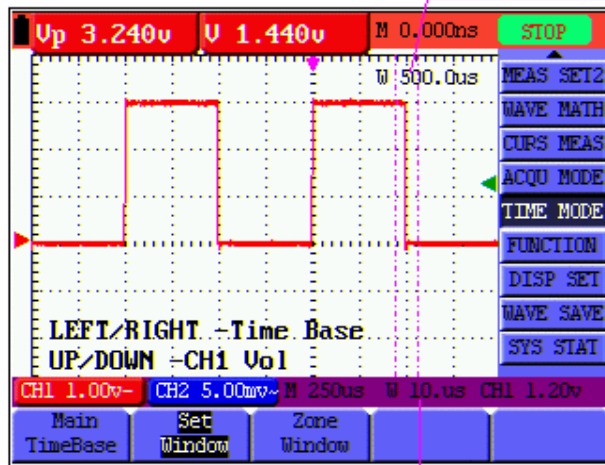 Vp 3.240v V 1.440v M 0.000ns STOP
W 500.0us
MEAS SET2
WAVE MATH
CURS MEAS
ACQU MODE
TIME MODE
FUNCTION
DISP SET
WAVE SAVE
SYS STAT
LEFT/RIGHT -Time Base
UP/DOWN -CH1 Vol
CH1 1.00v- CH2 5.00mv~ M 250us W 10.us CH1 1.20v
Main TimeBase
Set Window
Zone Window